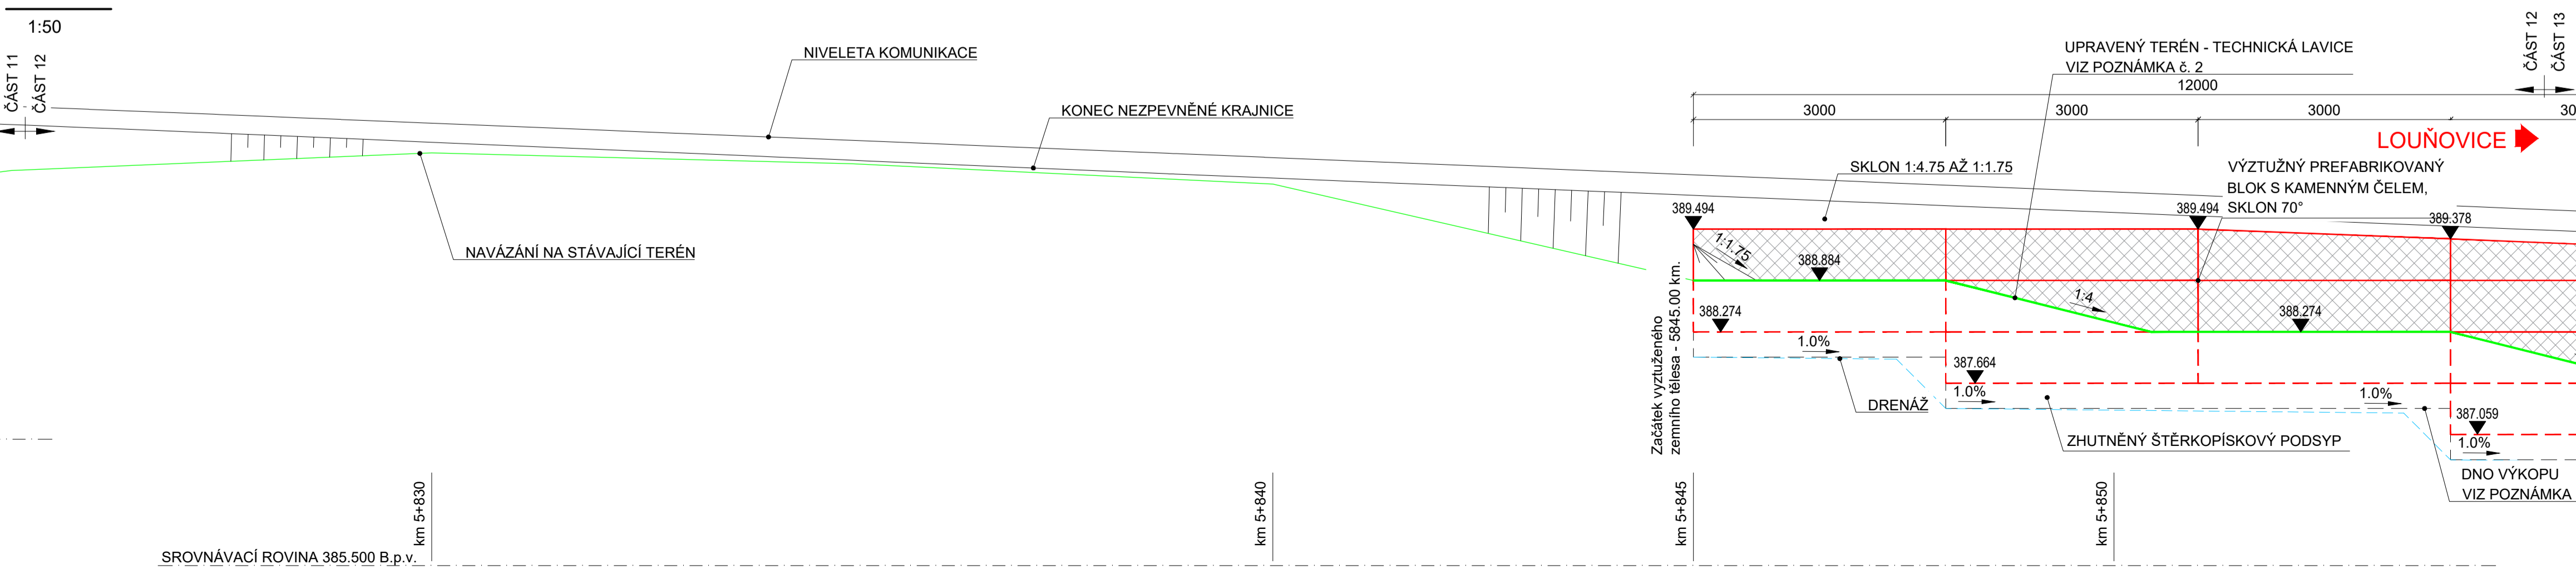 1:50
ČÁST 11
ČÁST 12
NIVELETA KOMUNIKACE
KONEC NEZPEVNĚNÉ KRAJNICE
NAVÁZÁNÍ NA STÁVAJÍCÍ TERÉN
UPRAVENÝ TERÉN - TECHNICKÁ LAVICE
VIZ POZNÁMKA č. 2
ČÁST 12
ČÁST 13
12000
3000
3000
3000
30
LOUŇOVICE
SKLON 1:4.75 AŽ 1:1.75
VÝZTUŽNÝ PREFABRIKOVANÝ
BLOK S KAMENNÝM ČELEM,
SKLON 70°
389.494
389.494
389.378
1:1.75
388.884
1:4
388.274
388.274
Začátek vyztuženého
zemního tělesa - 5845.00 km.
1.0%
387.664
1.0%
1.0%
387.059
1.0%
DRENÁŽ
ZHUTNĚNÝ ŠTĚRKOPÍSKOVÝ PODSYP
DNO VÝKOPU
VIZ POZNÁMKA
km 5+830
km 5+840
km 5+845
km 5+850
SROVNÁVACÍ ROVINA 385.500 B.p.v.